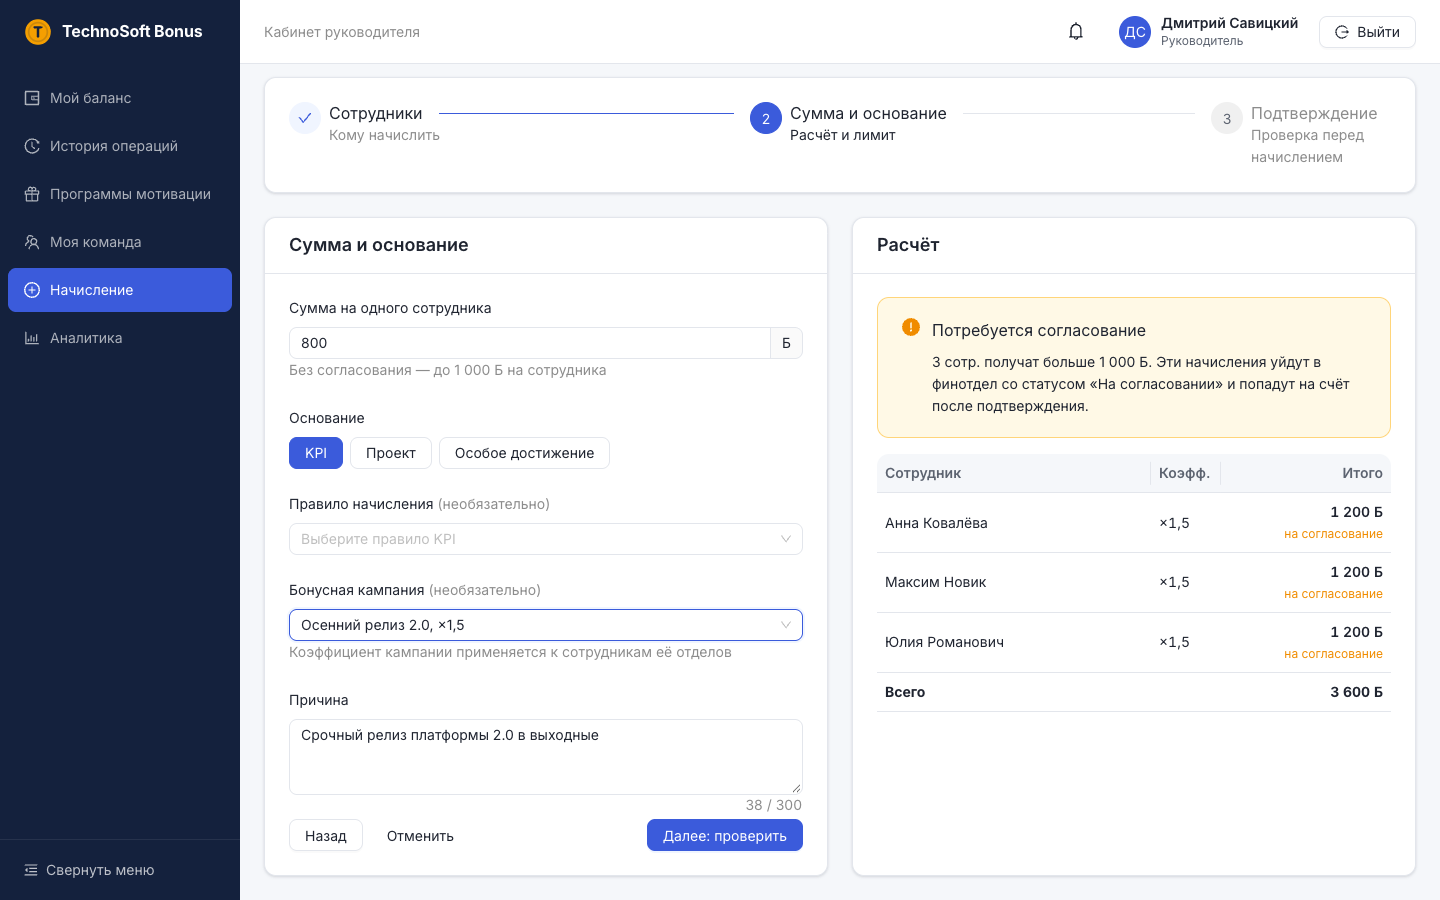 T
TechnoSoft Bonus
Мой баланс
История операций
Программы мотивации
Моя команда
Начисление
Аналитика
Свернуть меню
Кабинет руководителя
ДС
Дмитрий Савицкий
Руководитель
Выйти
Сотрудники
Кому начислить
2
Сумма и основание
Расчёт и лимит
3
Подтверждение
Проверка перед
начислением
Сумма и основание
Сумма на одного сотрудника
800
Б
Без согласования — до 1 000 Б на сотрудника
Основание
KPI
Проект
Особое достижение
Правило начисления (необязательно)
Выберите правило KPI
Бонусная кампания (необязательно)
Осенний релиз 2.0, ×1,5
Коэффициент кампании применяется к сотрудникам её отделов
Причина
Срочный релиз платформы 2.0 в выходные
38 / 300
Назад
Отменить
Далее: проверить
Расчёт
Потребуется согласование
3 сотр. получат больше 1 000 Б. Эти начисления уйдут в
финотдел со статусом «На согласовании» и попадут на счёт
после подтверждения.
Сотрудник Коэфф. Итого
Анна Ковалёва ×1,5 1 200 Б
на согласование
Максим Новик ×1,5 1 200 Б
на согласование
Юлия Романович ×1,5 1 200 Б
на согласование
Всего 3 600 Б